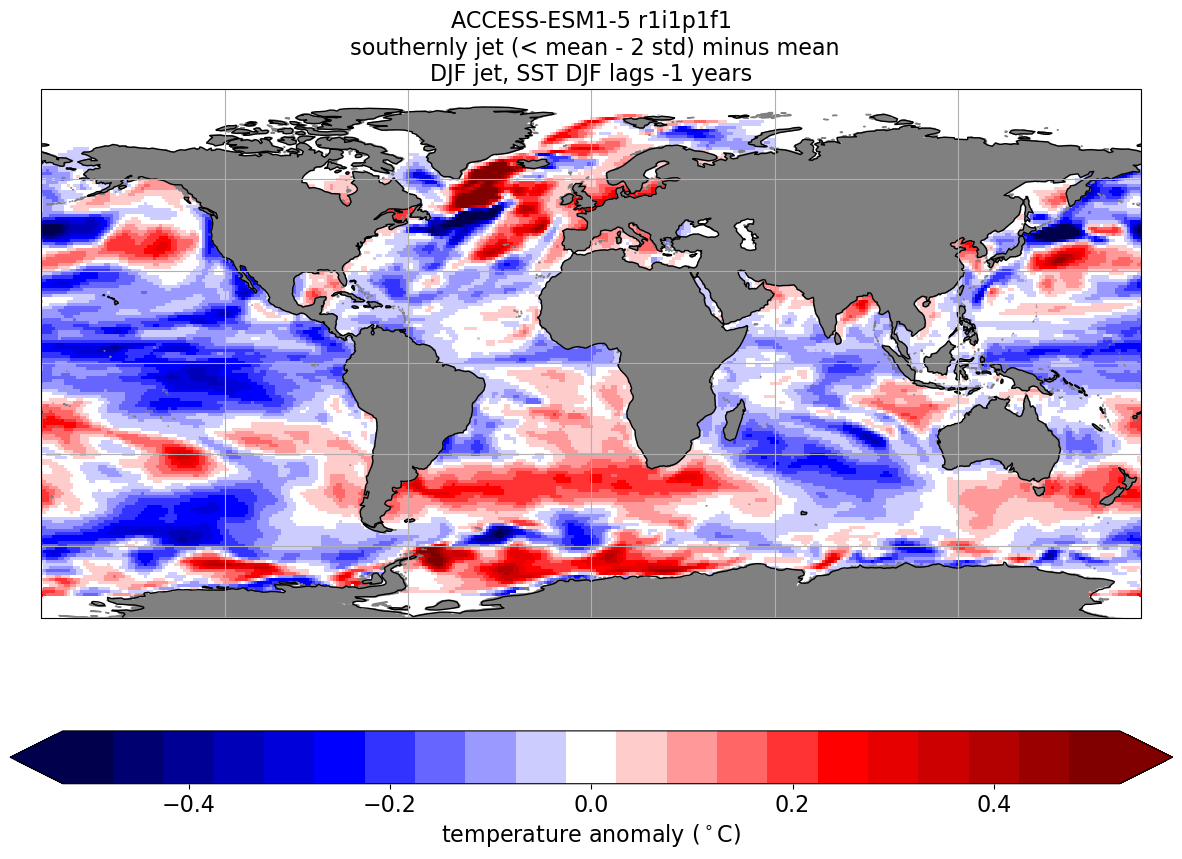 ACCESS-ESM1-5 r1i1p1f1
southernly jet (< mean - 2 std) minus mean
DJF jet, SST DJF lags -1 years
−0.4 −0.2 0.0 0.2 0.4
temperature anomaly (°C)